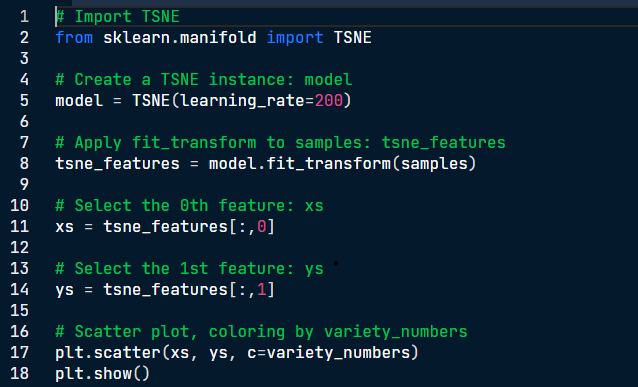 1 # Import TSNE
2 from sklearn.manifold import TSNE
3
4 # Create a TSNE instance: model
5 model = TSNE(learning_rate=200)
6
7 # Apply fit_transform to samples: tsne_features
8 tsne_features = model.fit_transform(samples)
9
10 # Select the 0th feature: xs
11 xs = tsne_features[:,0]
12
13 # Select the 1st feature: ys
14 ys = tsne_features[:,1]
15
16 # Scatter plot, coloring by variety_numbers
17 plt.scatter(xs, ys, c=variety_numbers)
18 plt.show()